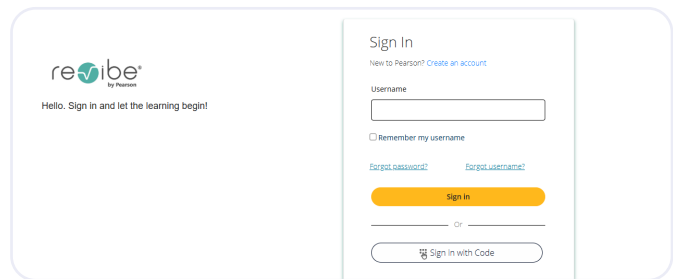 revibe®
by Pearson
Hello. Sign in and let the learning begin!
Sign In
New to Pearson? Create an account
Username
Remember my username
Forgot password? Forgot username?
Sign in
Or
Sign In with Code